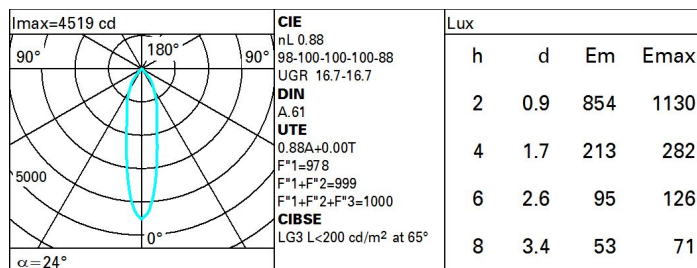 Imax=4519 cd
90° 180° 90°
5000
0°
α=24°
CIE
nL 0.88
98-100-100-100-88
UGR 16.7-16.7
DIN
A.61
UTE
0.88A+0.00T
F"1=978
F"1+F"2=999
F"1+F"2+F"3=1000
CIBSE
LG3 L<200 cd/m² at 65°
Lux
h d Em Emax
2 0.9 854 1130
4 1.7 213 282
6 2.6 95 126
8 3.4 53 71